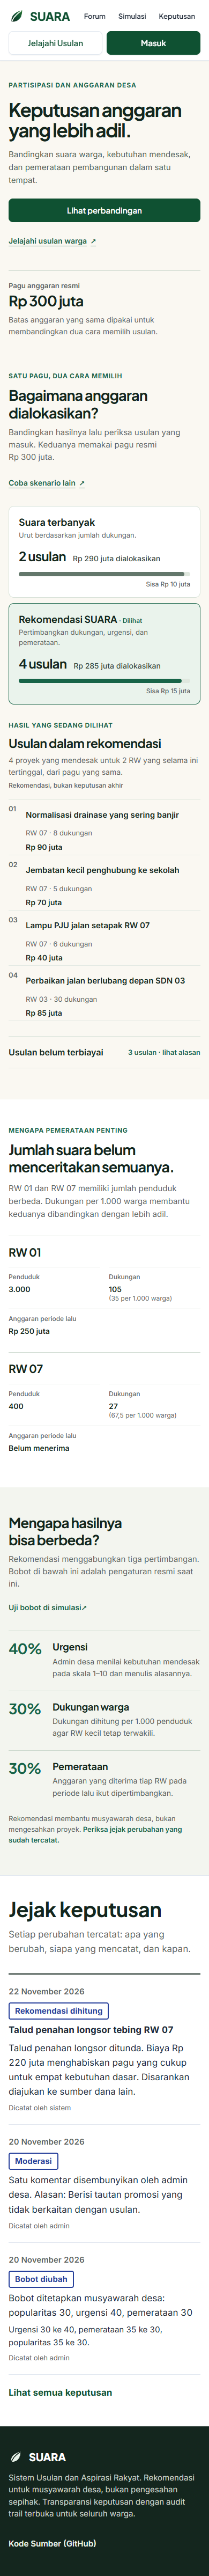 SUARA
Forum Simulasi Keputusan
Jelajahi Usulan Masuk
PARTISIPASI DAN ANGGARAN DESA
Keputusan anggaran
yang lebih adil.
Bandingkan suara warga, kebutuhan mendesak,
dan pemerataan pembangunan dalam satu
tempat.
Lihat perbandingan
Jelajahi usulan warga ↗
Pagu anggaran resmi
Rp 300 juta
Batas anggaran yang sama dipakai untuk
membandingkan dua cara memilih usulan.
SATU PAGU, DUA CARA MEMILIH
Bagaimana anggaran
dialokasikan?
Bandingkan hasilnya lalu periksa usulan yang
masuk. Keduanya memakai pagu resmi
Rp 300 juta.
Coba skenario lain ↗
Suara terbanyak
Urut berdasarkan jumlah dukungan.
2 usulan Rp 290 juta dialokasikan
Sisa Rp 10 juta
Rekomendasi SUARA · Dilihat
Pertimbangkan dukungan, urgensi, dan
pemerataan.
4 usulan Rp 285 juta dialokasikan
Sisa Rp 15 juta
HASIL YANG SEDANG DILIHAT
Usulan dalam rekomendasi
4 proyek yang mendesak untuk 2 RW yang selama ini
tertinggal, dari pagu yang sama.
Rekomendasi, bukan keputusan akhir
01
Normalisasi drainase yang sering banjir
RW 07 · 8 dukungan
Rp 90 juta
02
Jembatan kecil penghubung ke sekolah
RW 07 · 5 dukungan
Rp 70 juta
03
Lampu PJU jalan setapak RW 07
RW 07 · 6 dukungan
Rp 40 juta
04
Perbaikan jalan berlubang depan SDN 03
RW 03 · 30 dukungan
Rp 85 juta
Usulan belum terbiayai 3 usulan · lihat alasan
MENGAPA PEMERATAAN PENTING
Jumlah suara belum
menceritakan semuanya.
RW 01 dan RW 07 memiliki jumlah penduduk
berbeda. Dukungan per 1.000 warga membantu
keduanya dibandingkan dengan lebih adil.
RW 01
Penduduk Dukungan
3.000 105
(35 per 1.000 warga)
Anggaran periode lalu
Rp 250 juta
RW 07
Penduduk Dukungan
400 27
(67,5 per 1.000 warga)
Anggaran periode lalu
Belum menerima
Mengapa hasilnya
bisa berbeda?
Rekomendasi menggabungkan tiga pertimbangan.
Bobot di bawah ini adalah pengaturan resmi saat
ini.
Uji bobot di simulasi↗
40% Urgensi
Admin desa menilai kebutuhan mendesak
pada skala 1–10 dan menulis alasannya.
30% Dukungan warga
Dukungan dihitung per 1.000 penduduk
agar RW kecil tetap terwakili.
30% Pemerataan
Anggaran yang diterima tiap RW pada
periode lalu ikut dipertimbangkan.
Rekomendasi membantu musyawarah desa, bukan
mengesahkan proyek. Periksa jejak perubahan yang
sudah tercatat.
Jejak keputusan
Setiap perubahan tercatat: apa yang
berubah, siapa yang mencatat, dan kapan.
22 November 2026
Rekomendasi dihitung
Talud penahan longsor tebing RW 07
Talud penahan longsor ditunda. Biaya Rp
220 juta menghabiskan pagu yang cukup
untuk empat kebutuhan dasar. Disarankan
diajukan ke sumber dana lain.
Dicatat oleh sistem
20 November 2026
Moderasi
Satu komentar disembunyikan oleh admin
desa. Alasan: Berisi tautan promosi yang
tidak berkaitan dengan usulan.
Dicatat oleh admin
20 November 2026
Bobot diubah
Bobot ditetapkan musyawarah desa:
popularitas 30, urgensi 40, pemerataan 30
Urgensi 30 ke 40, pemerataan 35 ke 30,
popularitas 35 ke 30.
Dicatat oleh admin
Lihat semua keputusan
SUARA
Sistem Usulan dan Aspirasi Rakyat. Rekomendasi
untuk musyawarah desa, bukan pengesahan
sepihak. Transparansi keputusan dengan audit
trail terbuka untuk seluruh warga.
Kode Sumber (GitHub)